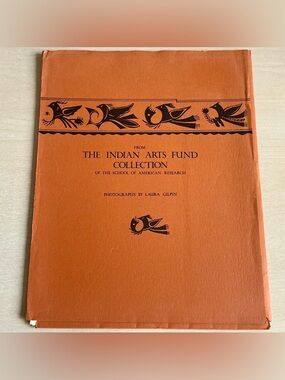 FROM
THE INDIAN ARTS FUND
COLLECTION
OF THE SCHOOL OF AMERICAN RESEARCH
PHOTOGRAPHS BY LAURA GILPIN